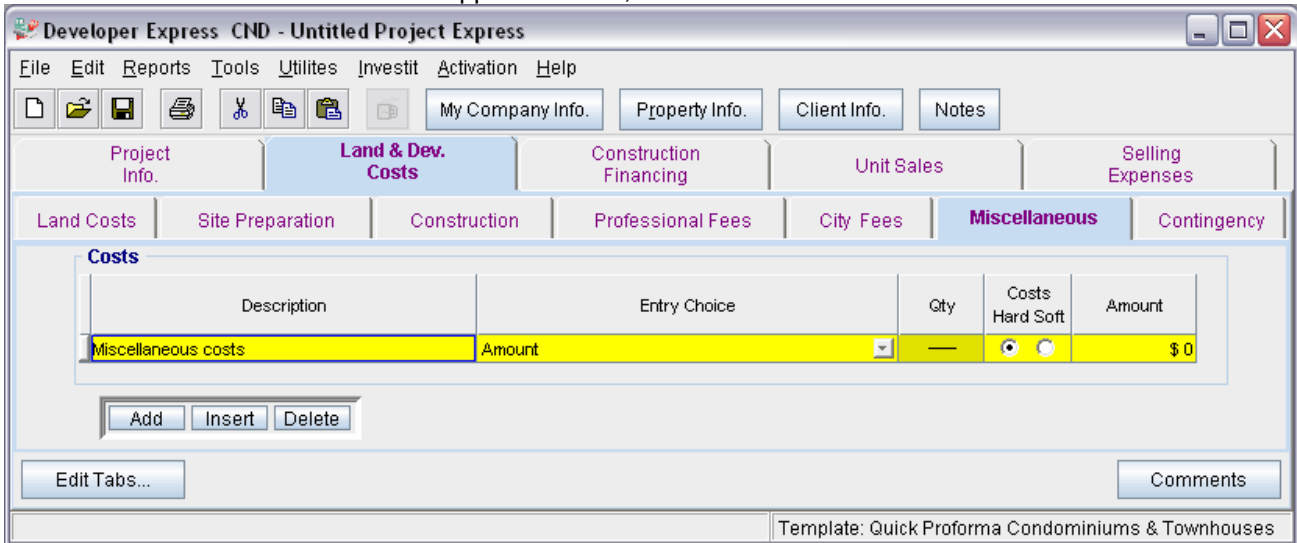 Developer Express CND - Untitled Project Express
File Edit Reports Tools Utilites Investit Activation Help
My Company Info. Property Info. Client Info. Notes
Project Info. Land & Dev. Costs Construction Financing Unit Sales Selling Expenses
Land Costs Site Preparation Construction Professional Fees City Fees Miscellaneous Contingency
Costs
Description Entry Choice Qty Costs Hard Soft Amount
Miscellaneous costs Amount — $ 0
Add Insert Delete
Edit Tabs... Comments
Template: Quick Proforma Condominiums & Townhouses